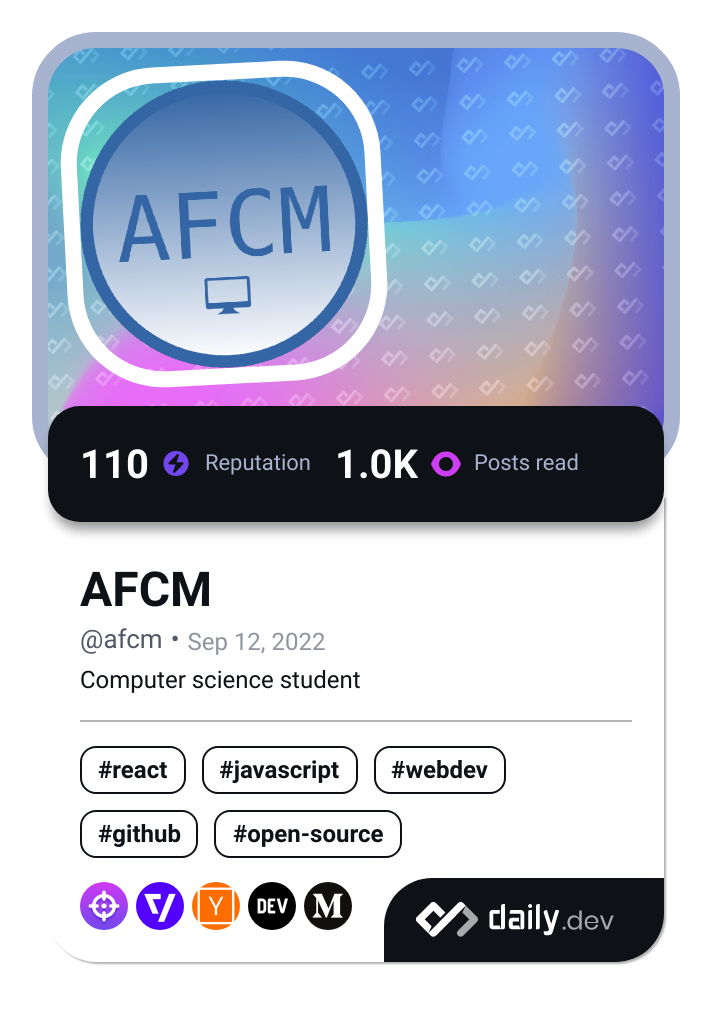 AFCM
110 Reputation 1.0K Posts read
AFCM
@afcm • Sep 12, 2022
Computer science student
#react #javascript #webdev
#github #open-source
Y DEV M
daily.dev